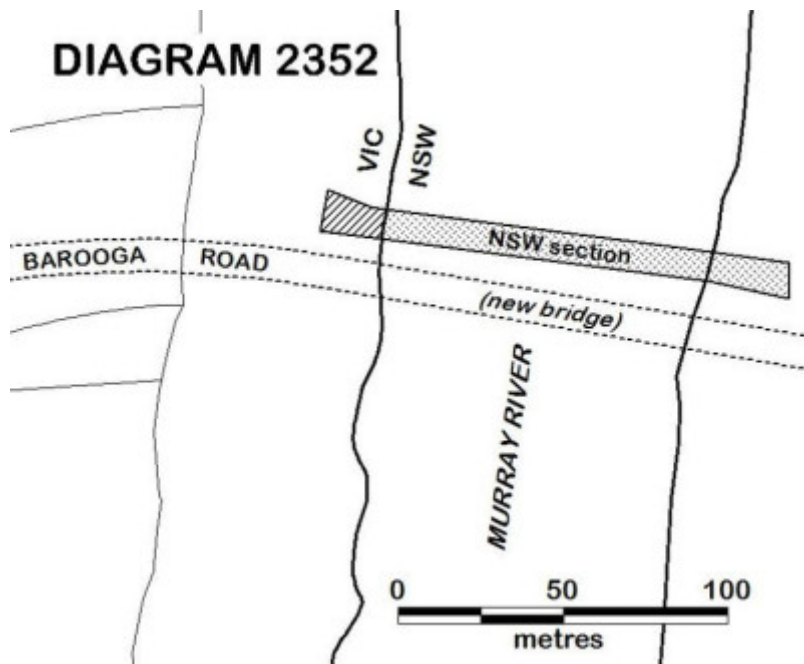 DIAGRAM 2352
VIC
NSW
NSW section
BAROOGA ROAD
(new bridge)
MURRAY RIVER
0 50 100
metres